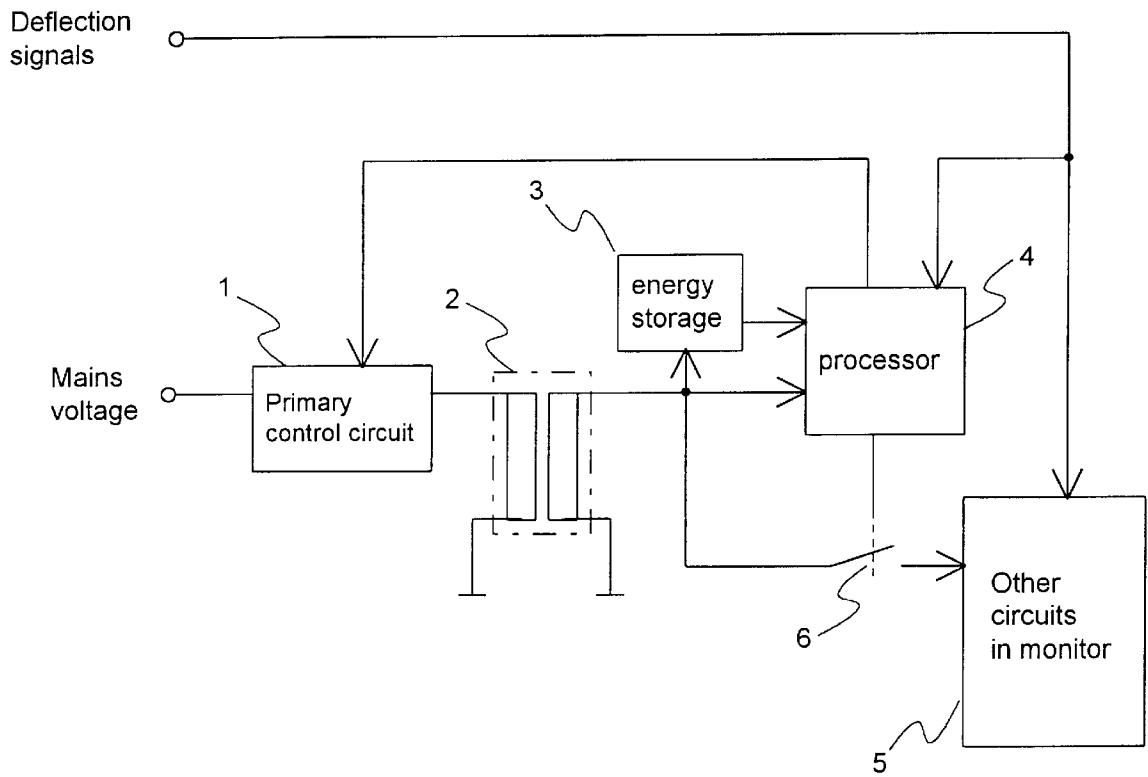 Deflection
signals
3
4
energy
storage
1
2
processor
Mains
voltage
Primary
control circuit
Other
circuits
in monitor
6
5